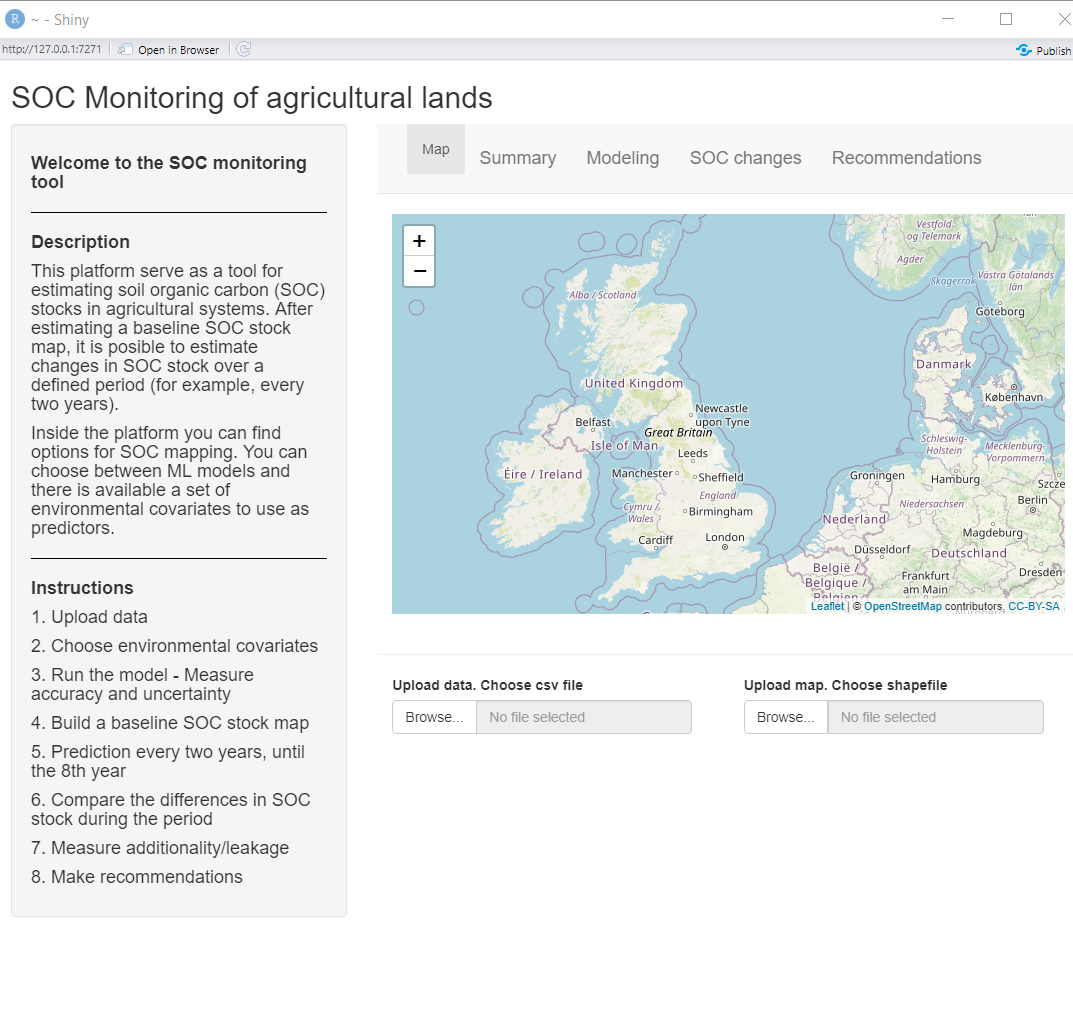 R ~ - Shiny
http://127.0.0.1:7271 Open in Browser Publish
SOC Monitoring of agricultural lands
Welcome to the SOC monitoring
tool
Description
This platform serve as a tool for
estimating soil organic carbon (SOC)
stocks in agricultural systems. After
estimating a baseline SOC stock
map, it is posible to estimate
changes in SOC stock over a
defined period (for example, every
two years).
Inside the platform you can find
options for SOC mapping. You can
choose between ML models and
there is available a set of
environmental covariates to use as
predictors.
Instructions
1. Upload data
2. Choose environmental covariates
3. Run the model - Measure
accuracy and uncertainty
4. Build a baseline SOC stock map
5. Prediction every two years, until
the 8th year
6. Compare the differences in SOC
stock during the period
7. Measure additionality/leakage
8. Make recommendations
Map Summary Modeling SOC changes Recommendations
+
−
Vestfold-
og Telemark
Agder
Skagerrak
Västra Götalands
län
Göteborg
Alba / Scotland
Danmark
United Kingdom
København
Newcastle
upon Tyne
Belfast
Great Britain
Isle of Man
Leeds
Schleswig-
Holstein
Mecklenburg-
Vorpommern
Éire / Ireland
Manchester
Sheffield
Groningen
Hamburg
Szcze
England
Niedersachsen
Berlin
Cymru /
Wales
Birmingham
Nederland
Magdeburg
Cardiff
London
Düsseldorf
Deutschland
België /
Belgique /
Belgien
Frankfurt
am Main
Dresden
Leaflet | © OpenStreetMap contributors, CC-BY-SA
Upload data. Choose csv file
Browse... No file selected
Upload map. Choose shapefile
Browse... No file selected